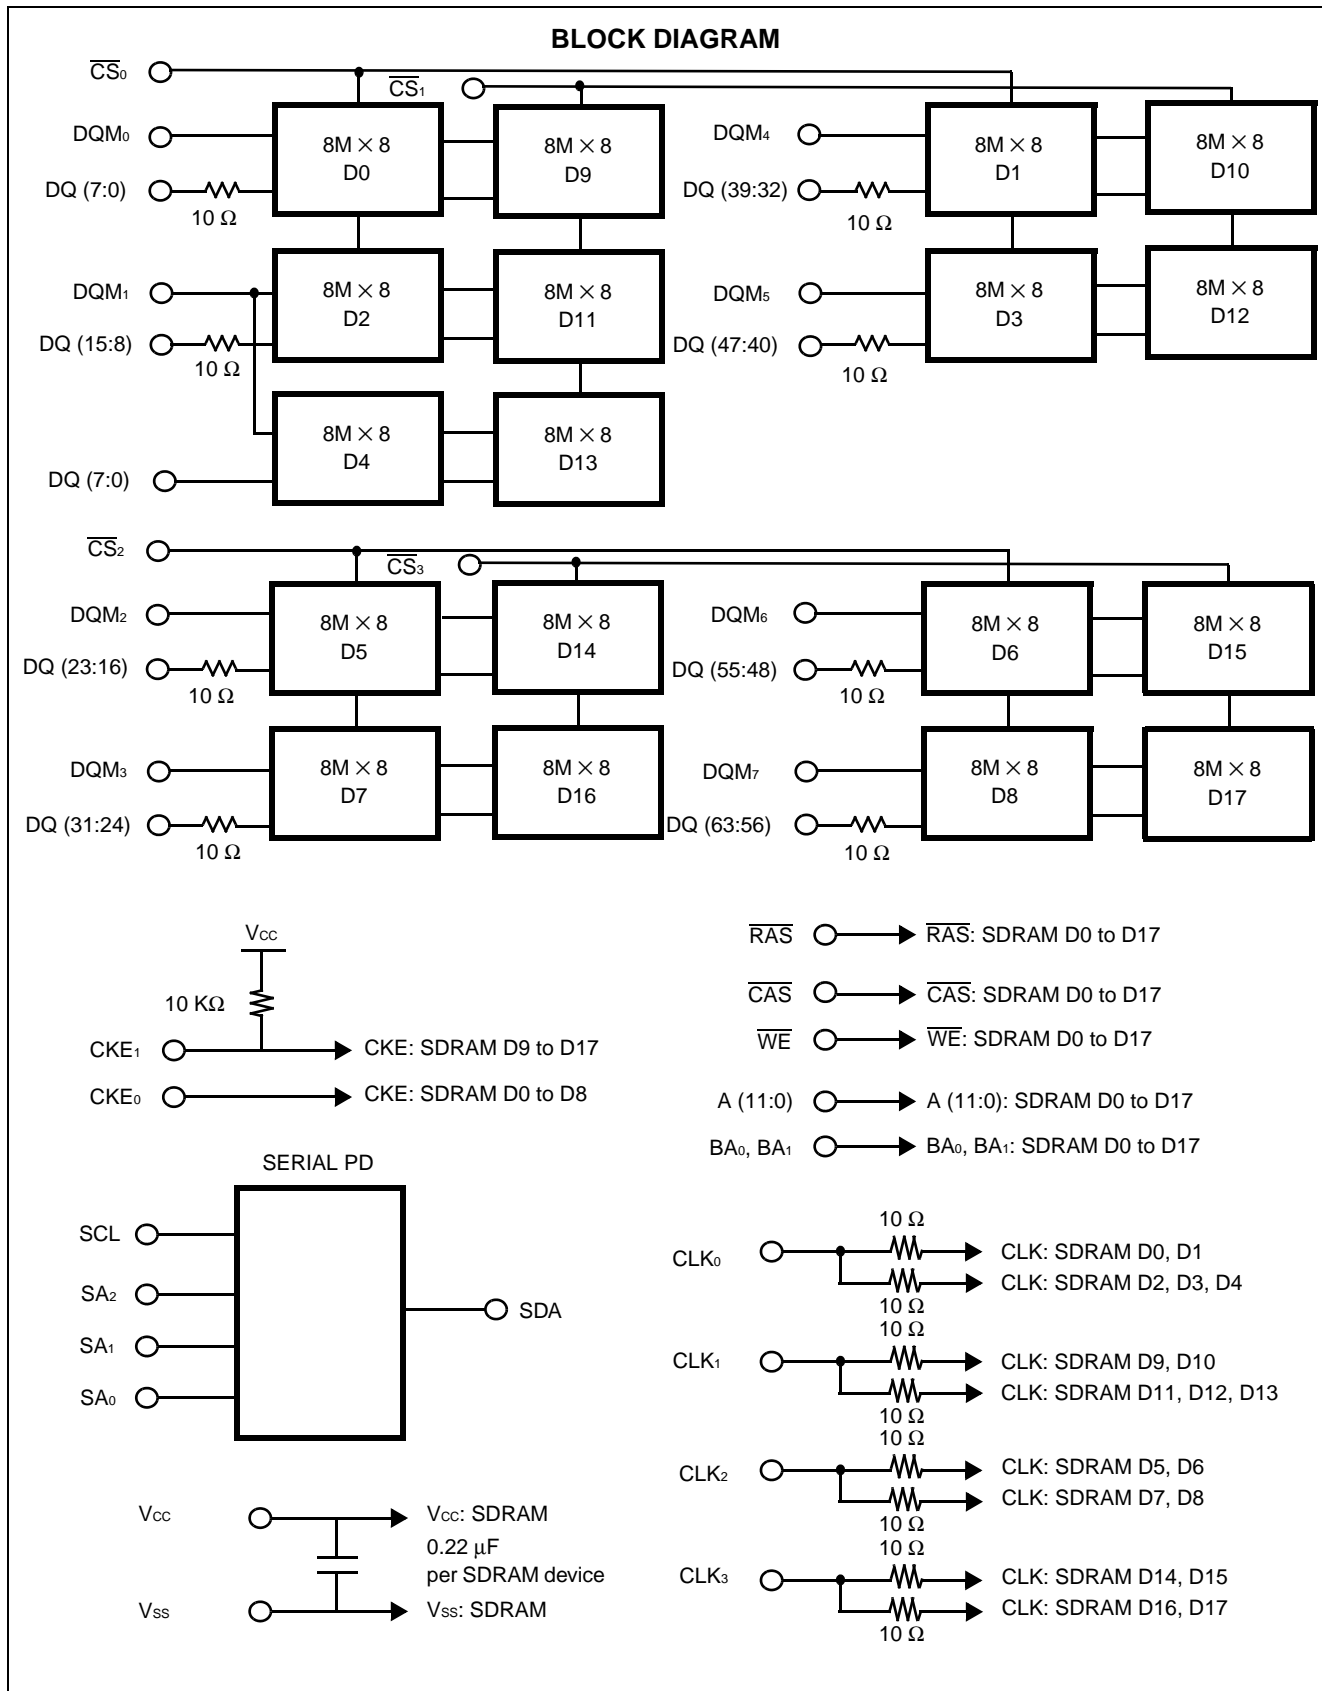 BLOCK DIAGRAM
CS0
CS1
DQM0
8M × 8
D0
8M × 8
D9
DQM4
8M × 8
D1
8M × 8
D10
DQ (7:0)
10 Ω
DQ (39:32)
10 Ω
DQM1
8M × 8
D2
8M × 8
D11
DQM5
8M × 8
D3
8M × 8
D12
DQ (15:8)
10 Ω
DQ (47:40)
10 Ω
8M × 8
D4
8M × 8
D13
DQ (7:0)
CS2
CS3
DQM2
8M × 8
D5
8M × 8
D14
DQM6
8M × 8
D6
8M × 8
D15
DQ (23:16)
10 Ω
DQ (55:48)
10 Ω
DQM3
8M × 8
D7
8M × 8
D16
DQM7
8M × 8
D8
8M × 8
D17
DQ (31:24)
10 Ω
DQ (63:56)
10 Ω
VCC
10 KΩ
CKE1
CKE: SDRAM D9 to D17
CKE0
CKE: SDRAM D0 to D8
RAS
RAS: SDRAM D0 to D17
CAS
CAS: SDRAM D0 to D17
WE
WE: SDRAM D0 to D17
A (11:0)
A (11:0): SDRAM D0 to D17
BA0, BA1
BA0, BA1: SDRAM D0 to D17
SERIAL PD
SCL
SA2
SA1
SA0
SDA
CLK0
10 Ω
CLK: SDRAM D0, D1
CLK: SDRAM D2, D3, D4
10 Ω
CLK1
10 Ω
CLK: SDRAM D9, D10
CLK: SDRAM D11, D12, D13
10 Ω
CLK2
10 Ω
CLK: SDRAM D5, D6
CLK: SDRAM D7, D8
10 Ω
CLK3
10 Ω
CLK: SDRAM D14, D15
CLK: SDRAM D16, D17
10 Ω
VCC
VCC: SDRAM
0.22 µF
per SDRAM device
VSS
VSS: SDRAM